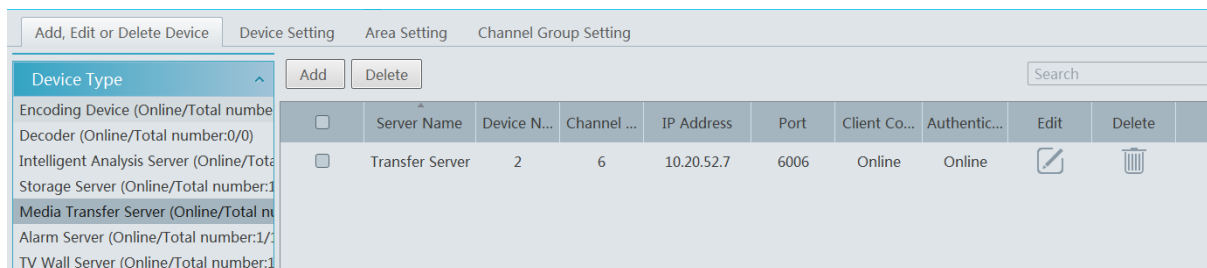 Add, Edit or Delete Device Device Setting Area Setting Channel Group Setting
Device Type
Add Delete Search
Encoding Device (Online/Total numbe
Decoder (Online/Total number:0/0)
Intelligent Analysis Server (Online/Tota
Storage Server (Online/Total number:1
Media Transfer Server (Online/Total nu
Alarm Server (Online/Total number:1/1
TV Wall Server (Online/Total number:1
Server Name Device N... Channel ... IP Address Port Client Co... Authentic... Edit Delete
Transfer Server 2 6 10.20.52.7 6006 Online Online